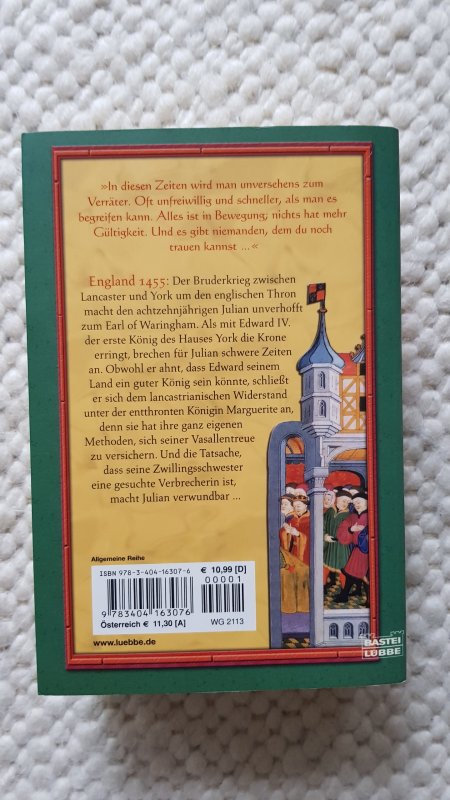 »In diesen Zeiten wird man unversehens zum
Verräter. Oft unfreiwillig und schneller, als man es
begreifen kann. Alles ist in Bewegung; nichts hat mehr
Gültigkeit. Und es gibt niemanden, dem du noch
trauen kannst ...«
England 1455: Der Bruderkrieg zwischen
Lancaster und York um den englischen Thron
macht den achtzehnjährigen Julian unverhofft
zum Earl of Waringham. Als mit Edward IV.
der erste König des Hauses York die Krone
erringt, brechen für Julian schwere Zeiten
an. Obwohl er ahnt, dass Edward seinem
Land ein guter König sein könnte, schließt
er sich dem lancastrianischen Widerstand
unter der entthronten Königin Marguerite an,
denn sie hat ihre ganz eigenen
Methoden, sich seiner Vasallentreue
zu versichern. Und die Tatsache,
dass seine Zwillingsschwester
eine gesuchte Verbrecherin ist,
macht Julian verwundbar ...
Allgemeine Reihe
ISBN 978-3-404-16307-6
€ 10,99 [D]
00001
9 783404 163076
Österreich € 11,30 [A]
WG 2113
www.luebbe.de
BASTEI
LÜBBE